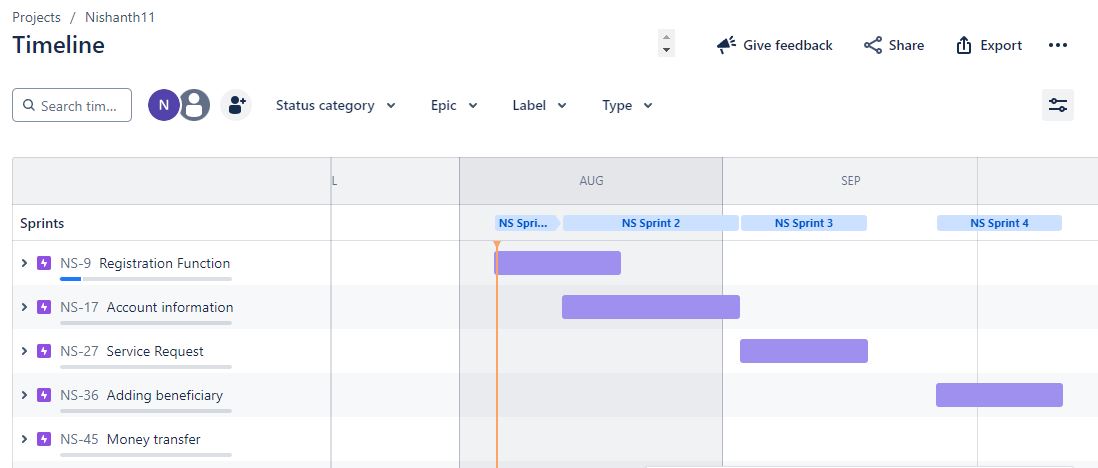 Projects / Nishanth11
Timeline
Give feedback
Share
Export
Search tim...
N
Status category
Epic
Label
Type
L
AUG
SEP
Sprints
NS Spri...
NS Sprint 2
NS Sprint 3
NS Sprint 4
NS-9 Registration Function
NS-17 Account information
NS-27 Service Request
NS-36 Adding beneficiary
NS-45 Money transfer